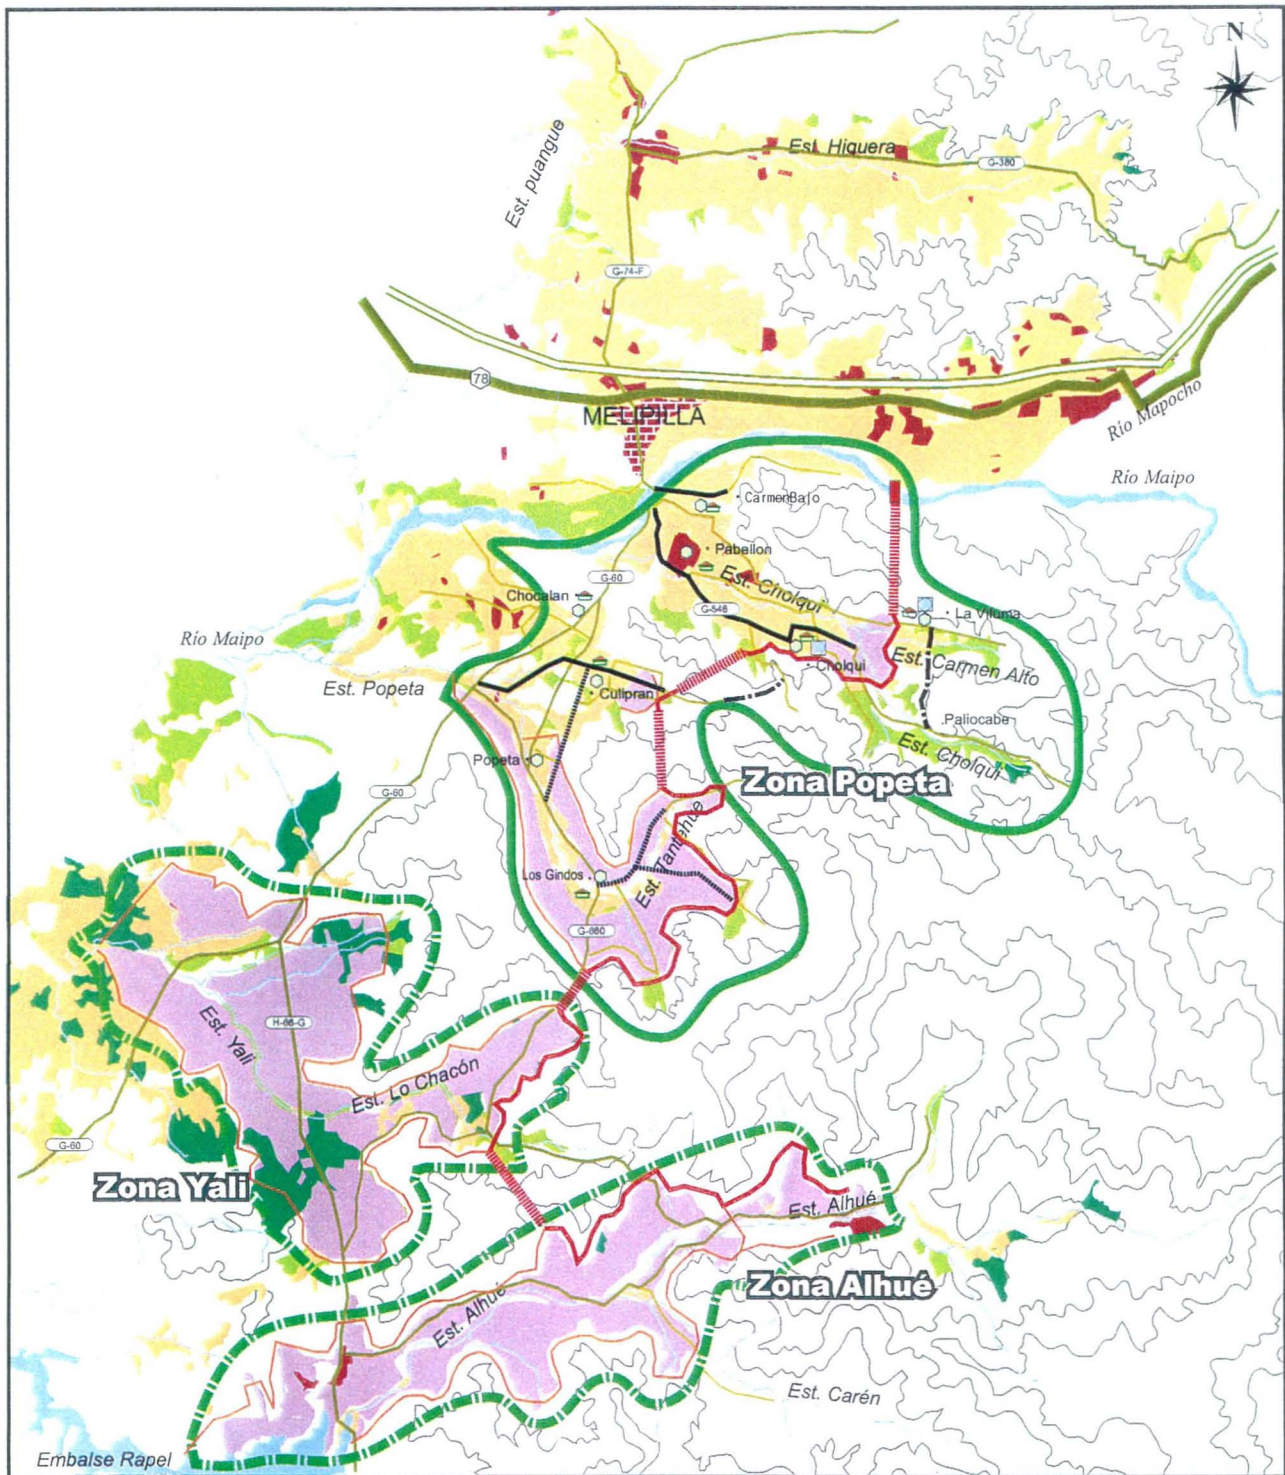 N
Est. puangue
Est. Hiquera
G-380
G-74-F
78
MELIPILLA
Río Mapocho
Río Maipo
CarmenBajo
Pabellon
G-60
Est. Cholqui
Chocalan
G-546
La Viluma
Río Maipo
Est. Carmen Alto
Cholqui
Est. Popeta
Culipran
Paliocabe
Est. Cholqui
Popeta
Zona Popeta
G-60
Est. Tantehue
Los Gindos
G-660
H-66-G
Est. Yali
Est. Lo Chacón
G-60
Zona Yali
Est. Alhué
Zona Alhué
Est. Alhué
Est. Carén
Embalse Rapel